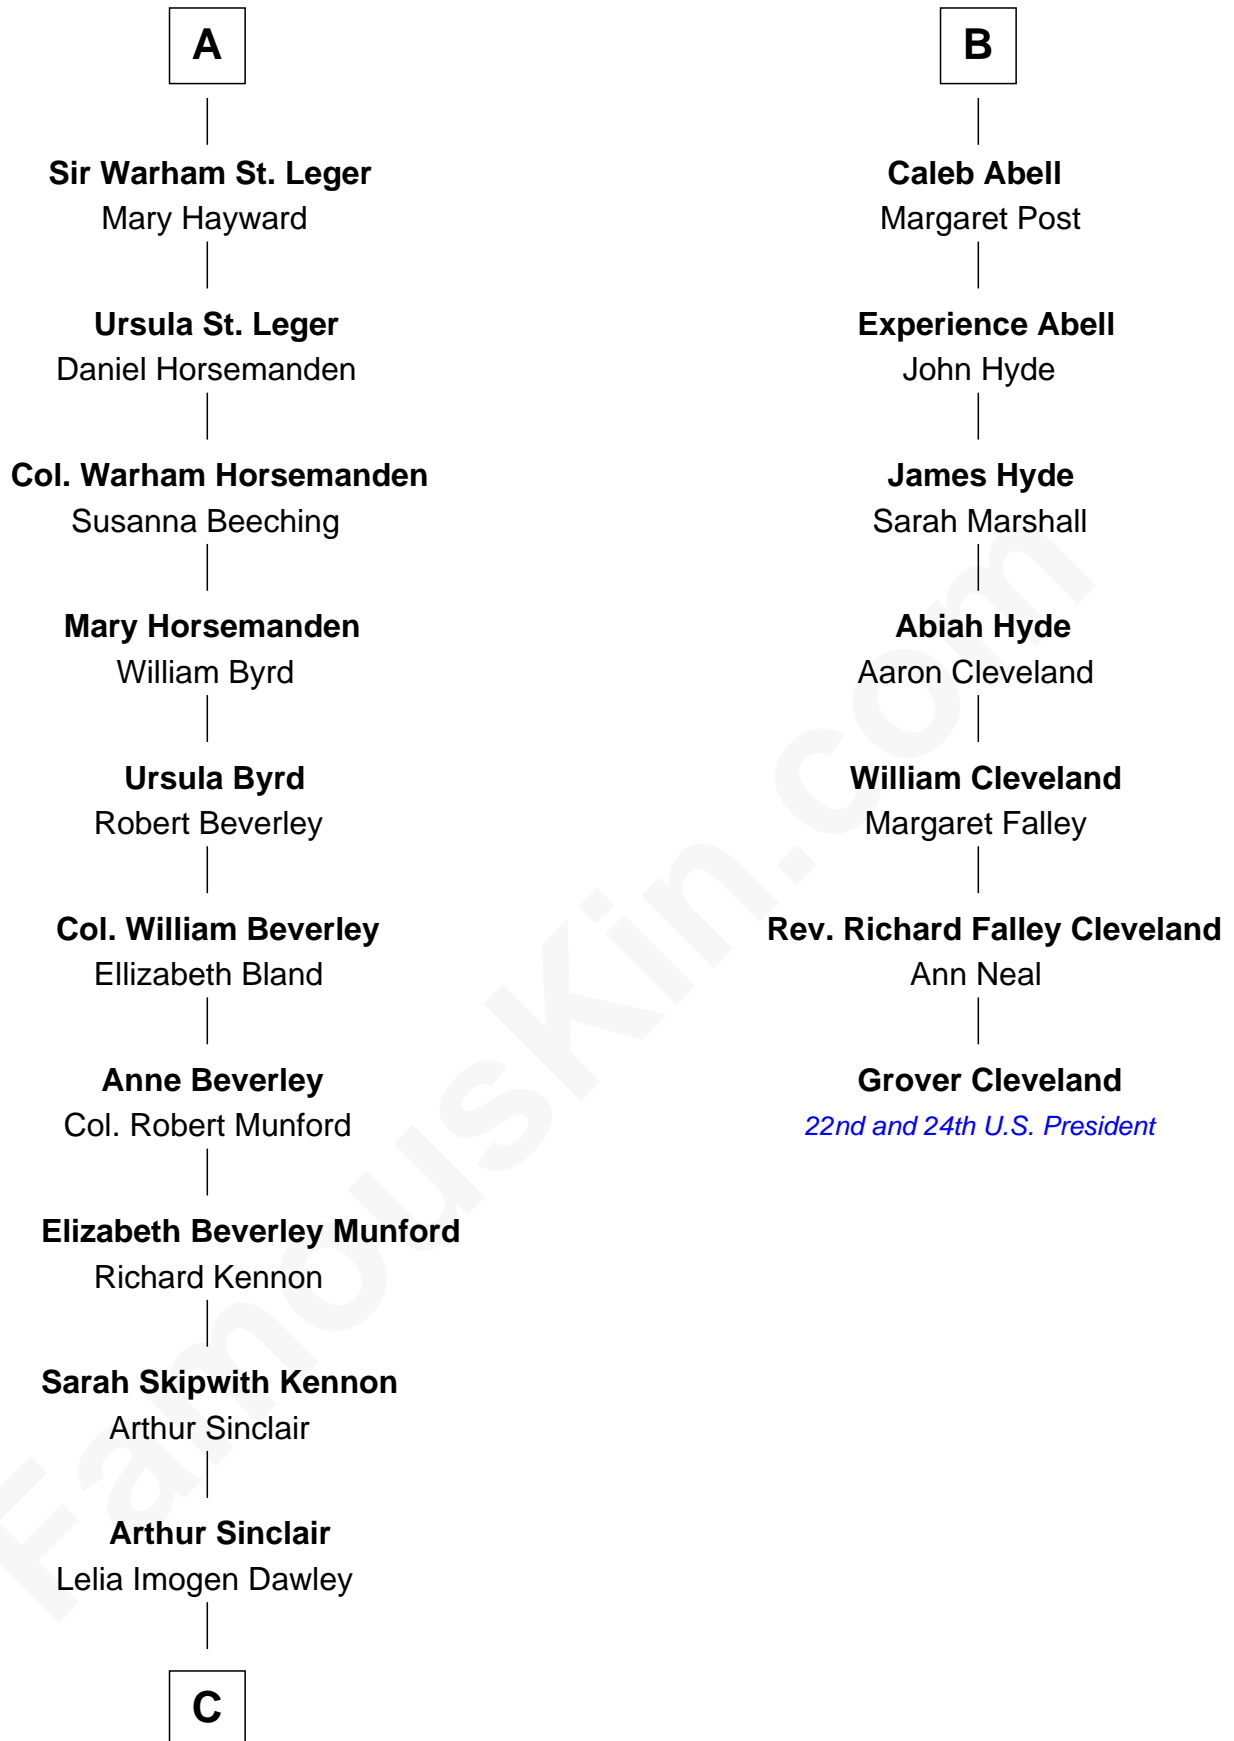 A
Sir Warham St. Leger
Mary Hayward
Ursula St. Leger
Daniel Horsemanden
Col. Warham Horsemanden
Susanna Beeching
Mary Horsemanden
William Byrd
Ursula Byrd
Robert Beverley
Col. William Beverley
Ellizabeth Bland
Anne Beverley
Col. Robert Munford
Elizabeth Beverley Munford
Richard Kennon
Sarah Skipwith Kennon
Arthur Sinclair
Arthur Sinclair
Lelia Imogen Dawley
C
B
Caleb Abell
Margaret Post
Experience Abell
John Hyde
James Hyde
Sarah Marshall
Abiah Hyde
Aaron Cleveland
William Cleveland
Margaret Falley
Rev. Richard Falley Cleveland
Ann Neal
Grover Cleveland
22nd and 24th U.S. President
FamousKin.com